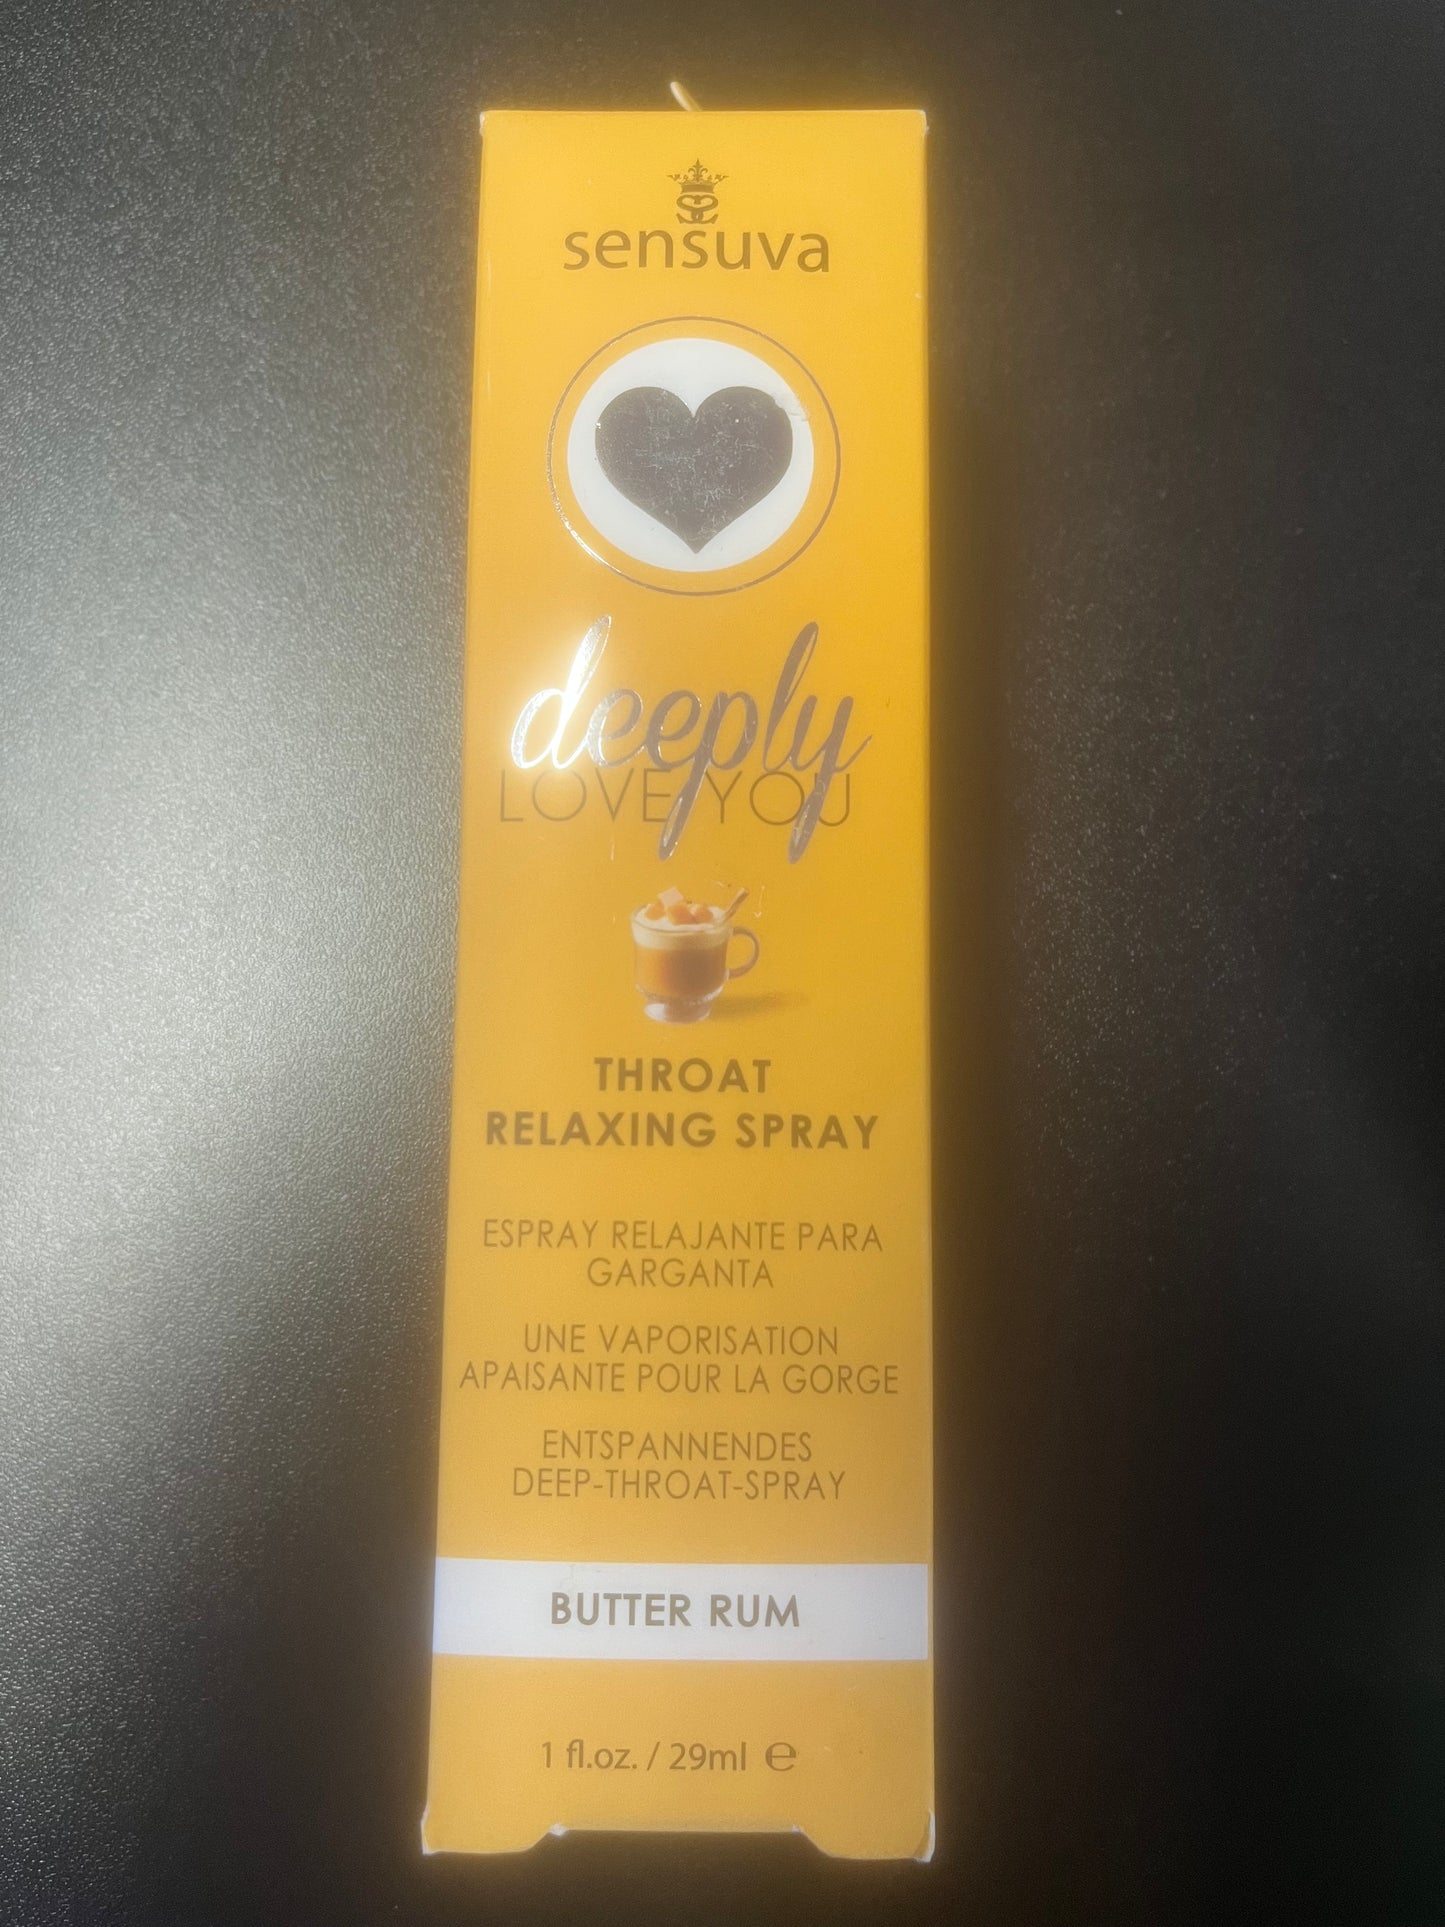 sensuva
deeply
LOVE YOU
THROAT
RELAXING SPRAY
ESPRAY RELAJANTE PARA
GARGANTA
UNE VAPORISATION
APAISANTE POUR LA GORGE
ENTSPANNENDES
DEEP-THROAT-SPRAY
BUTTER RUM
1 fl.oz. / 29ml ℮